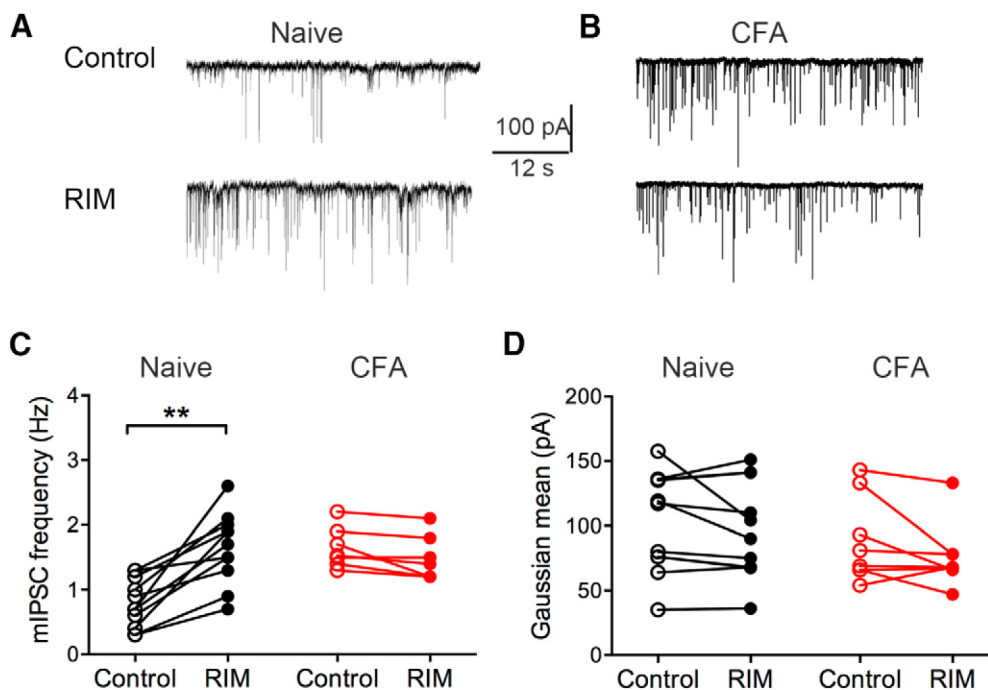 A
Naive
B
CFA
Control
100 pA
12 s
RIM
C
Naive
CFA
mIPSC frequency (Hz)
4
3
2
1
0
**
Control
RIM
Control
RIM
D
Naive
CFA
Gaussian mean (pA)
200
150
100
50
0
Control
RIM
Control
RIM